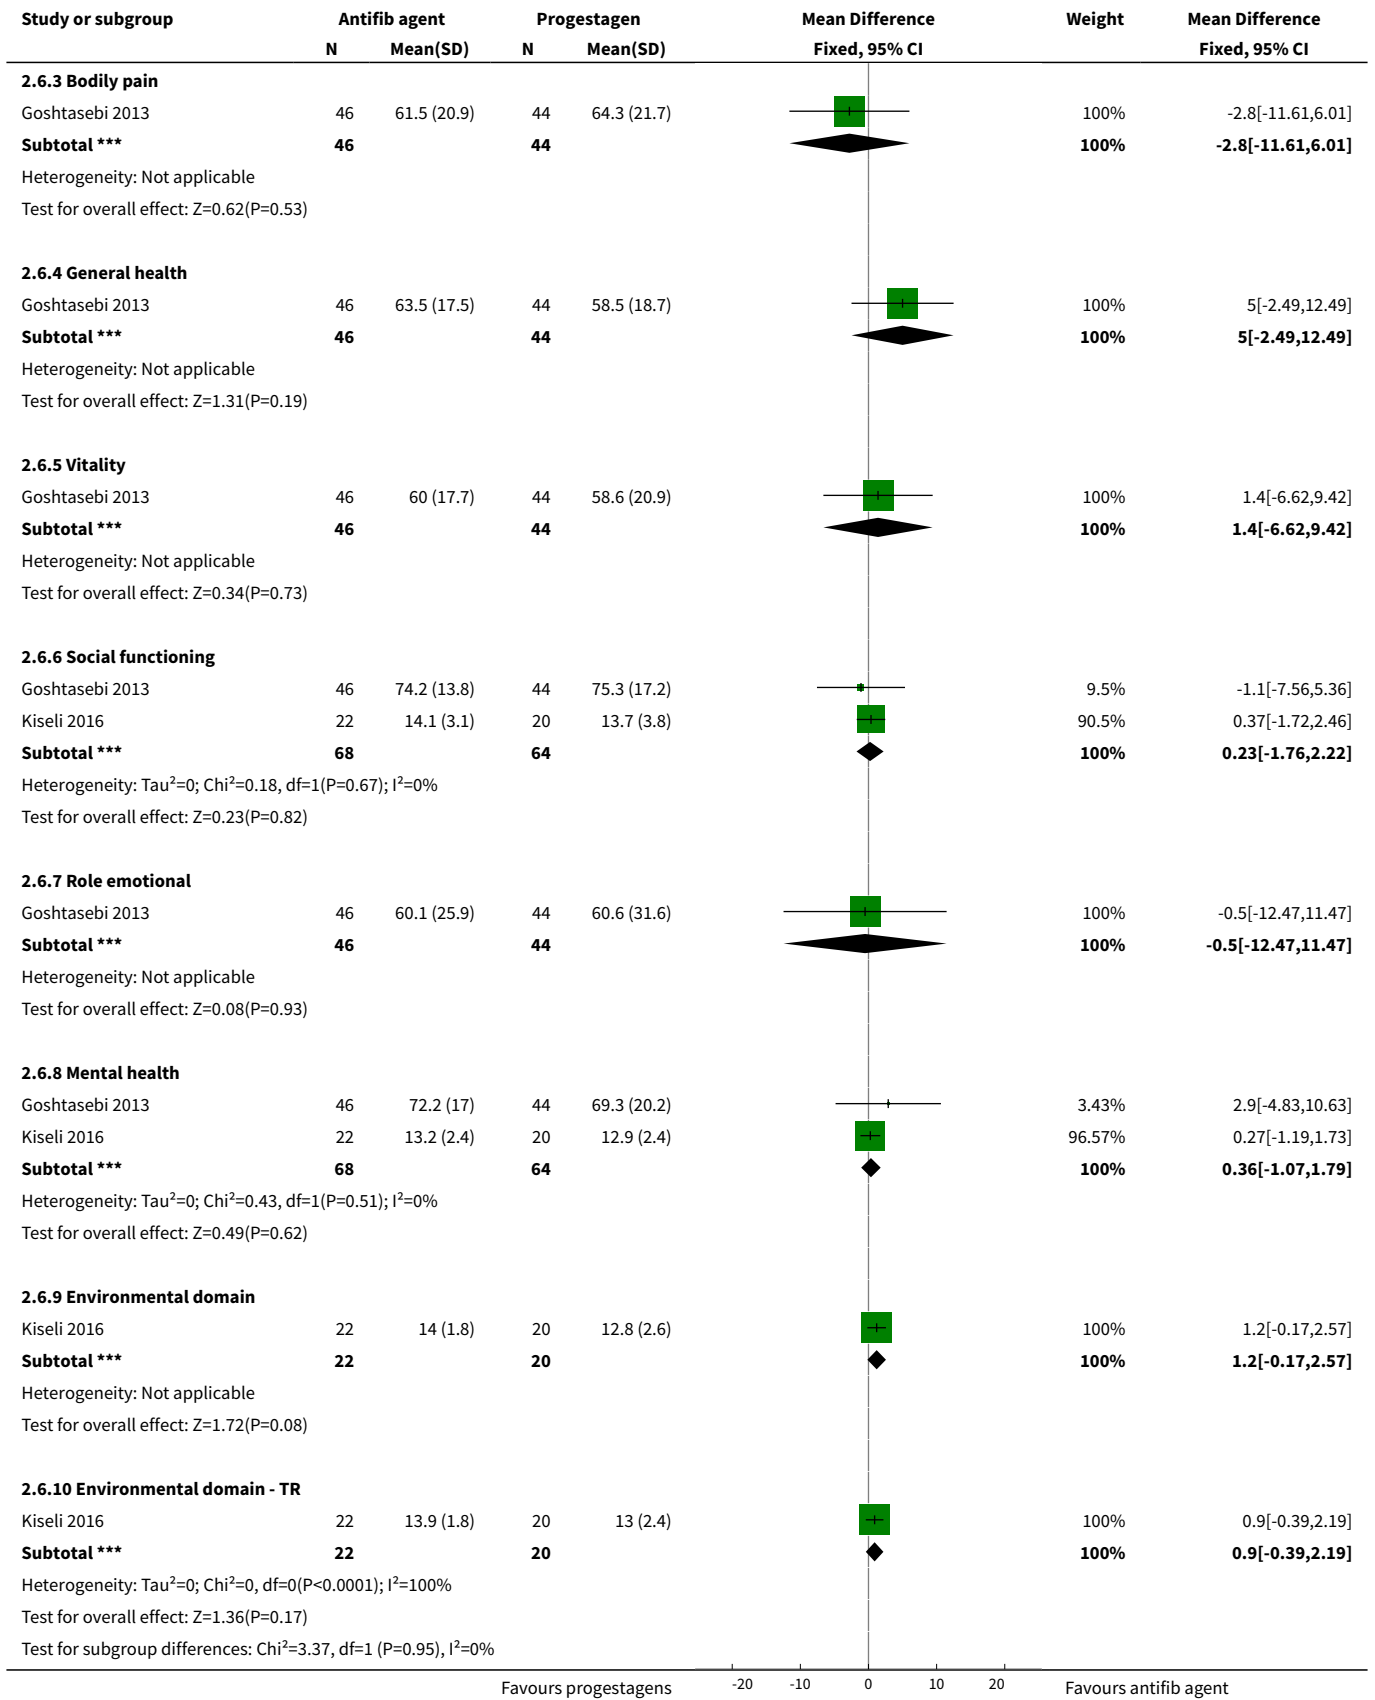 Study or subgroup Antifib agent Progestagen Mean Difference Weight Mean Difference
N Mean(SD) N Mean(SD) Fixed, 95% CI Fixed, 95% CI
2.6.3 Bodily pain
Goshtasebi 2013 46 61.5 (20.9) 44 64.3 (21.7) 100% -2.8[-11.61,6.01]
Subtotal *** 46 44 100% -2.8[-11.61,6.01]
Heterogeneity: Not applicable
Test for overall effect: Z=0.62(P=0.53)
2.6.4 General health
Goshtasebi 2013 46 63.5 (17.5) 44 58.5 (18.7) 100% 5[-2.49,12.49]
Subtotal *** 46 44 100% 5[-2.49,12.49]
Heterogeneity: Not applicable
Test for overall effect: Z=1.31(P=0.19)
2.6.5 Vitality
Goshtasebi 2013 46 60 (17.7) 44 58.6 (20.9) 100% 1.4[-6.62,9.42]
Subtotal *** 46 44 100% 1.4[-6.62,9.42]
Heterogeneity: Not applicable
Test for overall effect: Z=0.34(P=0.73)
2.6.6 Social functioning
Goshtasebi 2013 46 74.2 (13.8) 44 75.3 (17.2) 9.5% -1.1[-7.56,5.36]
Kiseli 2016 22 14.1 (3.1) 20 13.7 (3.8) 90.5% 0.37[-1.72,2.46]
Subtotal *** 68 64 100% 0.23[-1.76,2.22]
Heterogeneity: Tau²=0; Chi²=0.18, df=1(P=0.67); I²=0%
Test for overall effect: Z=0.23(P=0.82)
2.6.7 Role emotional
Goshtasebi 2013 46 60.1 (25.9) 44 60.6 (31.6) 100% -0.5[-12.47,11.47]
Subtotal *** 46 44 100% -0.5[-12.47,11.47]
Heterogeneity: Not applicable
Test for overall effect: Z=0.08(P=0.93)
2.6.8 Mental health
Goshtasebi 2013 46 72.2 (17) 44 69.3 (20.2) 3.43% 2.9[-4.83,10.63]
Kiseli 2016 22 13.2 (2.4) 20 12.9 (2.4) 96.57% 0.27[-1.19,1.73]
Subtotal *** 68 64 100% 0.36[-1.07,1.79]
Heterogeneity: Tau²=0; Chi²=0.43, df=1(P=0.51); I²=0%
Test for overall effect: Z=0.49(P=0.62)
2.6.9 Environmental domain
Kiseli 2016 22 14 (1.8) 20 12.8 (2.6) 100% 1.2[-0.17,2.57]
Subtotal *** 22 20 100% 1.2[-0.17,2.57]
Heterogeneity: Not applicable
Test for overall effect: Z=1.72(P=0.08)
2.6.10 Environmental domain - TR
Kiseli 2016 22 13.9 (1.8) 20 13 (2.4) 100% 0.9[-0.39,2.19]
Subtotal *** 22 20 100% 0.9[-0.39,2.19]
Heterogeneity: Tau²=0; Chi²=0, df=0(P<0.0001); I²=100%
Test for overall effect: Z=1.36(P=0.17)
Test for subgroup differences: Chi²=3.37, df=1 (P=0.95), I²=0%
Favours progestagens -20 -10 0 10 20 Favours antifib agent